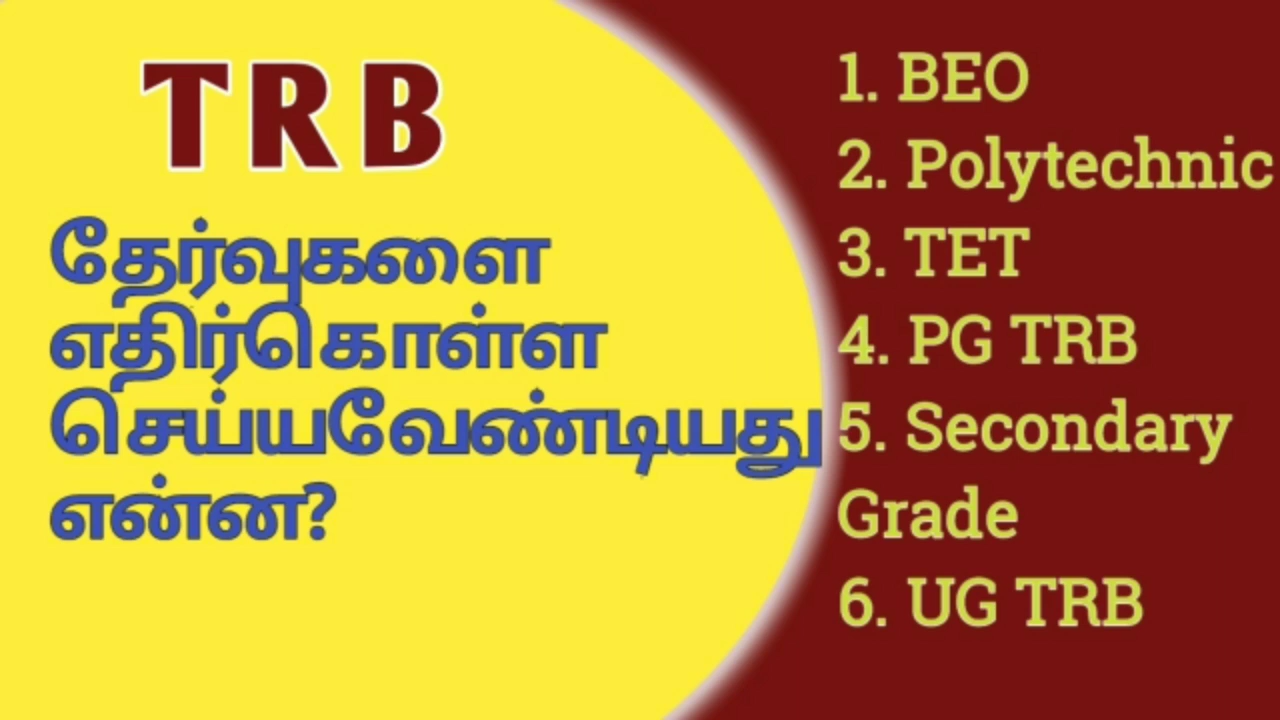 TRB
தேர்வுகளை
எதிர்கொள்ள
செய்யவேண்டியது
என்ன?
1. BEO
2. Polytechnic
3. TET
4. PG TRB
5. Secondary
Grade
6. UG TRB